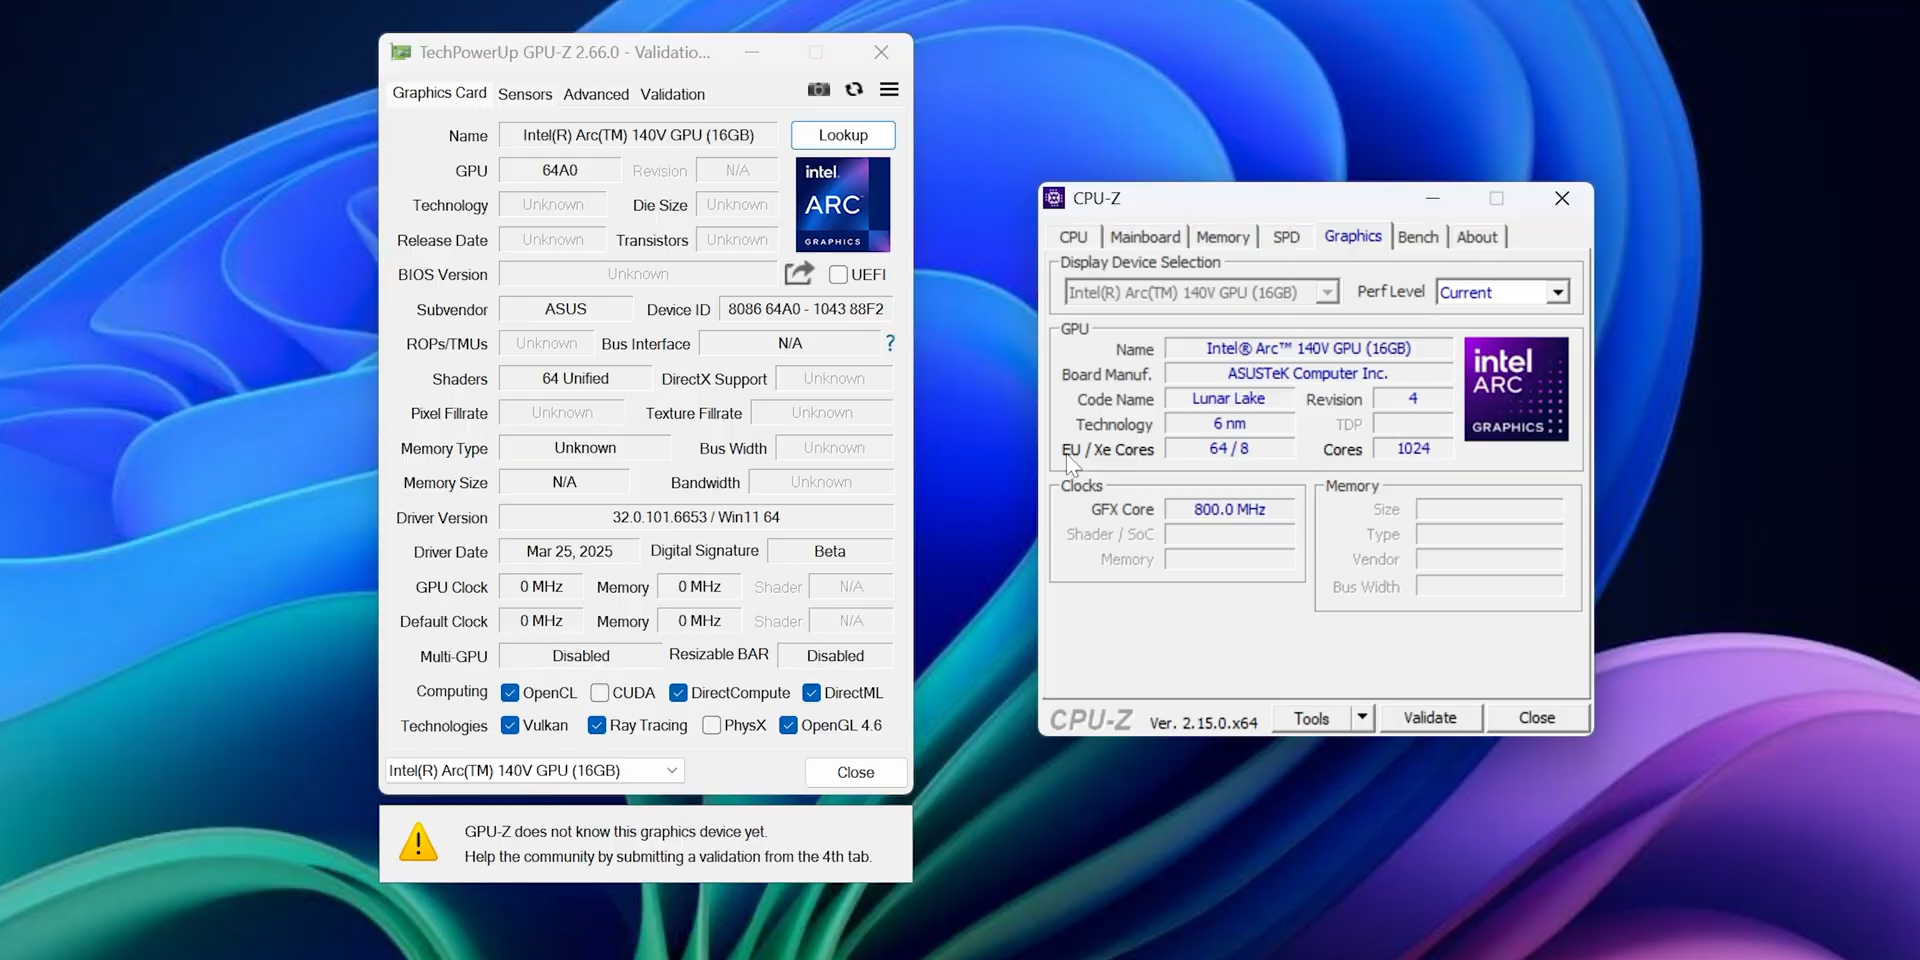 TechPowerUp GPU-Z 2.66.0 - Validatio...
Graphics Card Sensors Advanced Validation
Name Intel(R) Arc(TM) 140V GPU (16GB) Lookup
GPU 64A0 Revision N/A
intel.
ARC
GRAPHICS
Technology Unknown Die Size Unknown
Release Date Unknown Transistors Unknown
BIOS Version Unknown UEFI
Subvendor ASUS Device ID 8086 64A0 - 1043 88F2
ROPs/TMUs Unknown Bus Interface N/A ?
Shaders 64 Unified DirectX Support Unknown
Pixel Fillrate Unknown Texture Fillrate Unknown
Memory Type Unknown Bus Width Unknown
Memory Size N/A Bandwidth Unknown
Driver Version 32.0.101.6653 / Win11 64
Driver Date Mar 25, 2025 Digital Signature Beta
GPU Clock 0 MHz Memory 0 MHz Shader N/A
Default Clock 0 MHz Memory 0 MHz Shader N/A
Multi-GPU Disabled Resizable BAR Disabled
Computing OpenCL CUDA DirectCompute DirectML
Technologies Vulkan Ray Tracing PhysX OpenGL 4.6
Intel(R) Arc(TM) 140V GPU (16GB) Close
GPU-Z does not know this graphics device yet.
Help the community by submitting a validation from the 4th tab.
CPU-Z
CPU Mainboard Memory SPD Graphics Bench About
Display Device Selection
Intel(R) Arc(TM) 140V GPU (16GB) Perf Level Current
GPU
Name Intel® Arc™ 140V GPU (16GB)
Board Manuf. ASUSTeK Computer Inc.
Code Name Lunar Lake Revision 4
Technology 6 nm TDP
EU / Xe Cores 64 / 8 Cores 1024
intel
ARC
GRAPHICS
Clocks
GFX Core 800.0 MHz
Shader / SoC
Memory
Memory
Size
Type
Vendor
Bus Width
CPU-Z Ver. 2.15.0.x64 Tools Validate Close